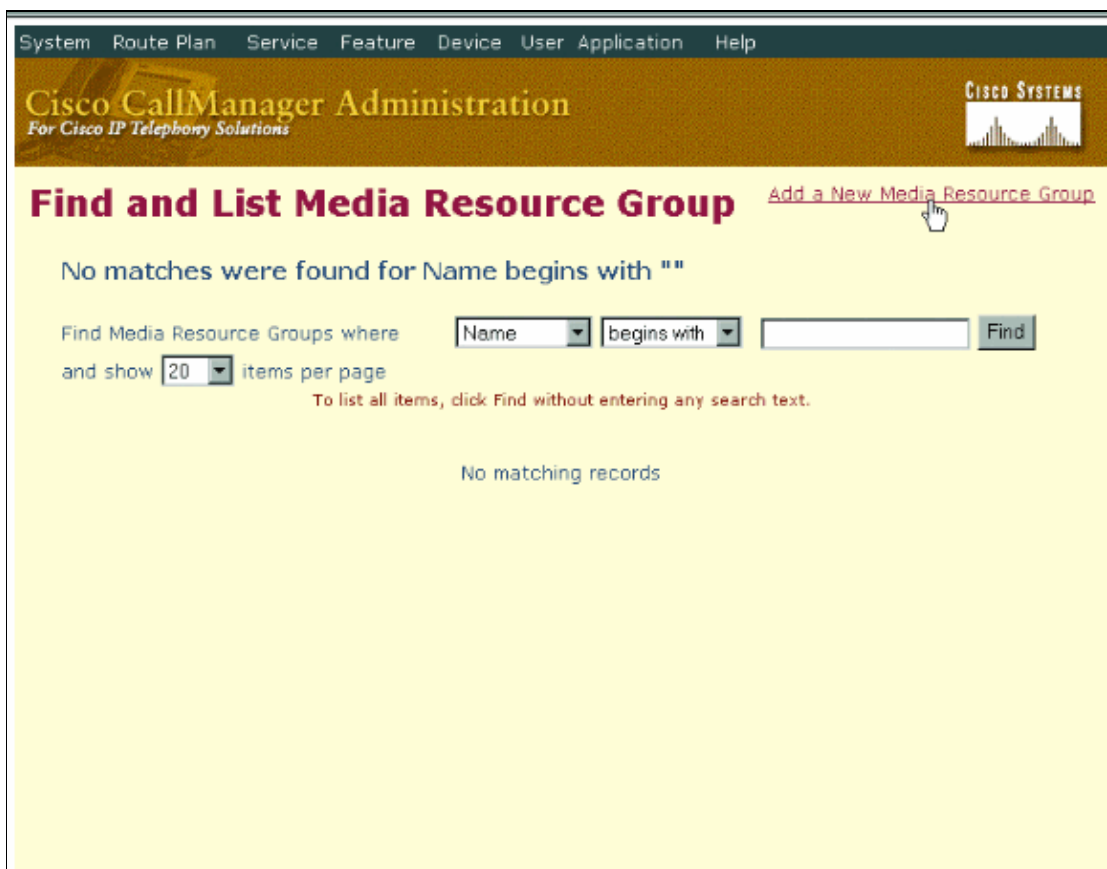 System Route Plan Service Feature Device User Application Help
Cisco CallManager Administration
For Cisco IP Telephony Solutions
CISCO SYSTEMS
Find and List Media Resource Group
Add a New Media Resource Group
No matches were found for Name begins with ""
Find Media Resource Groups where Name begins with Find
and show 20 items per page
To list all items, click Find without entering any search text.
No matching records